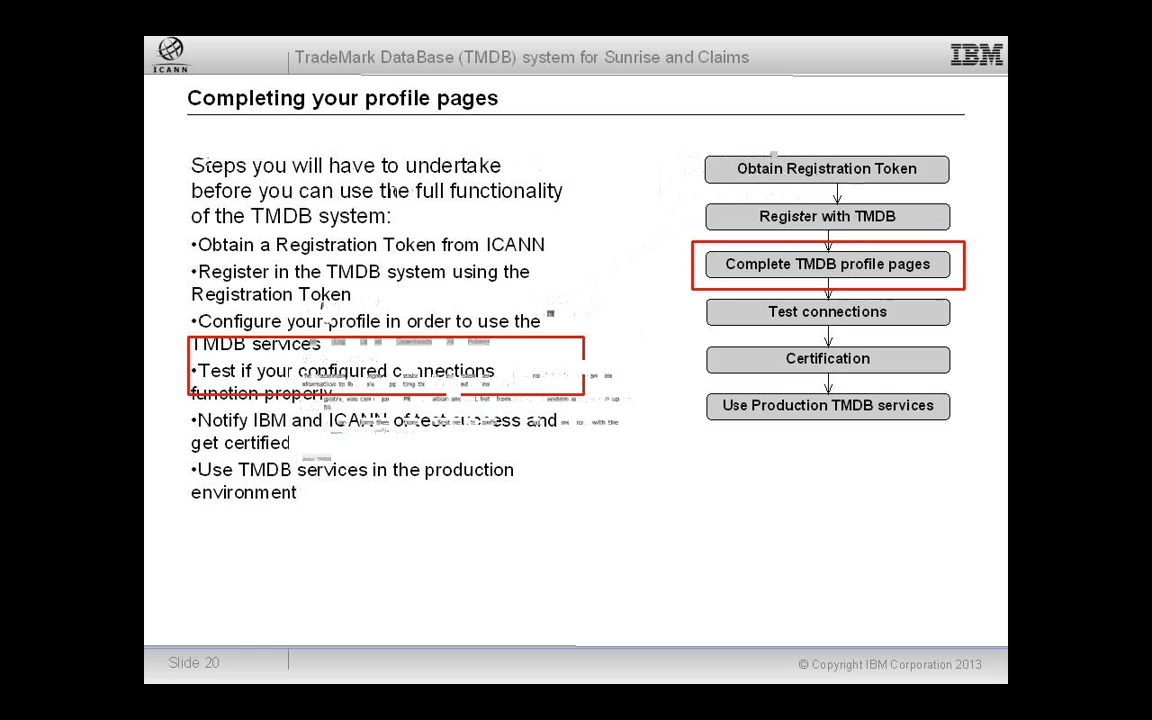 ICANN
TradeMark DataBase (TMDB) system for Sunrise and Claims
IBM
Completing your profile pages
Steps you will have to undertake
before you can use the full functionality
of the TMDB system:
•Obtain a Registration Token from ICANN
•Register in the TMDB system using the
Registration Token
•Configure your profile in order to use the
TMDB services
•Test if your configured connections
function properly
•Notify IBM and ICANN of test success and
get certified
•Use TMDB services in the production
environment
Obtain Registration Token
Register with TMDB
Complete TMDB profile pages
Test connections
Certification
Use Production TMDB services
Slide 20
© Copyright IBM Corporation 2013